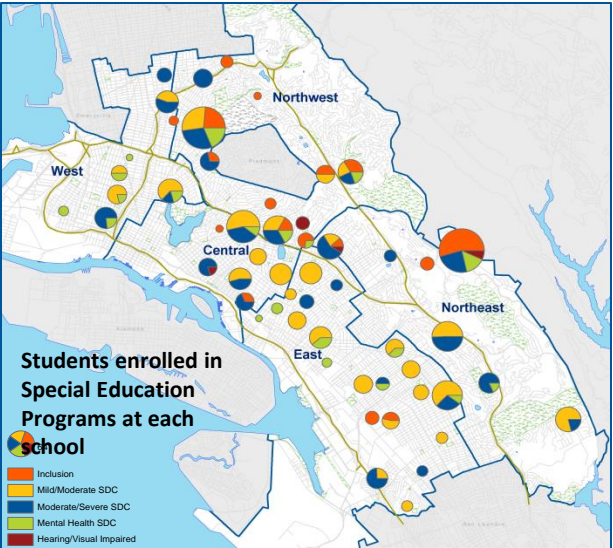 Northwest
West
Central
Northeast
East
Students enrolled in
Special Education
Programs at each
school
Inclusion
Mild/Moderate SDC
Moderate/Severe SDC
Mental Health SDC
Hearing/Visual Impaired